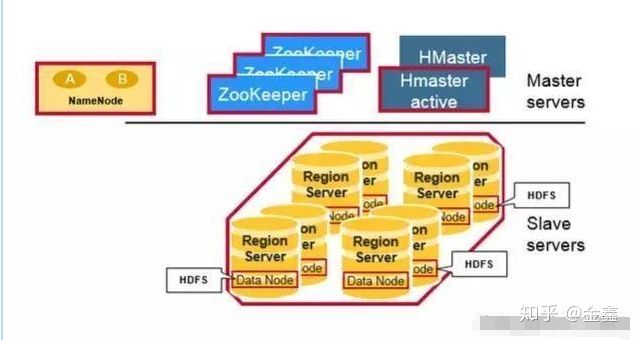 ZooKeeper
HMaster
A
B
ZooKeeper
NameNode
ZooKeeper
Hmaster
active
Master
servers
Region
Server
Node
Region
Server
Data Node
Region
Server
Data Node
HDFS
Region
Server
Node
Slave
servers
Region
Server
Data Node
HDFS
Region
Server
Data Node
HDFS
知乎 @金鑫